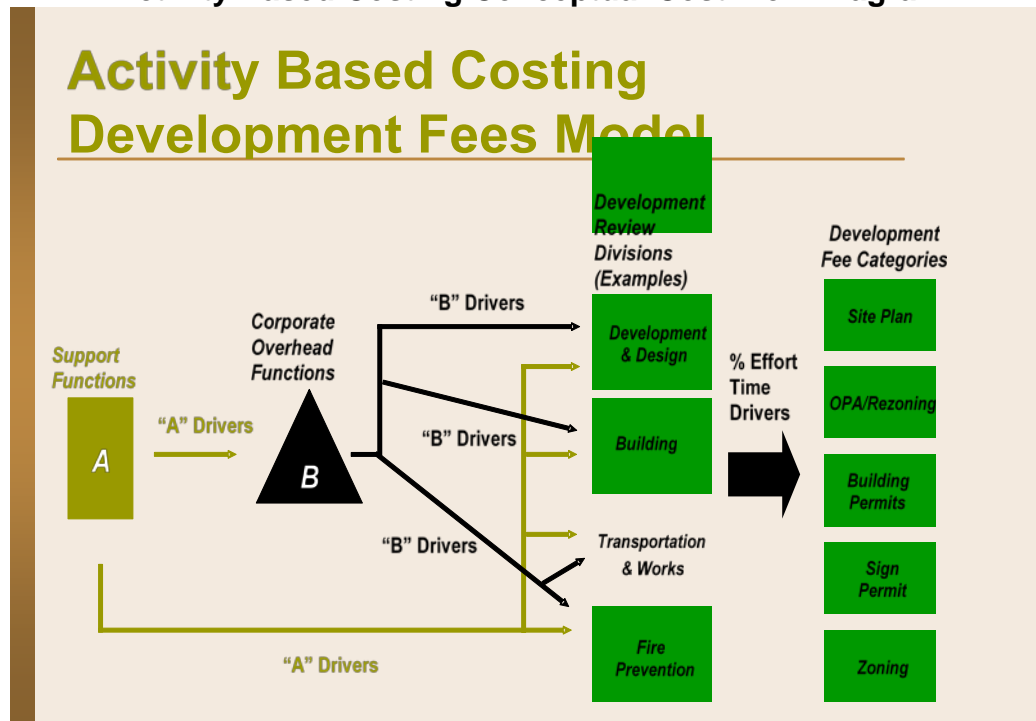 Activity Based Costing
Development Fees Model
Development
Review
Divisions
(Examples)
Development
Fee Categories
"B" Drivers
Corporate
Overhead
Functions
Support
Functions
Development
& Design
Site Plan
% Effort
Time
Drivers
"A" Drivers
"B" Drivers
Building
OPA/Rezoning
A
B
Building
Permits
"B" Drivers
Transportation
& Works
Sign
Permit
Fire
Prevention
Zoning
"A" Drivers